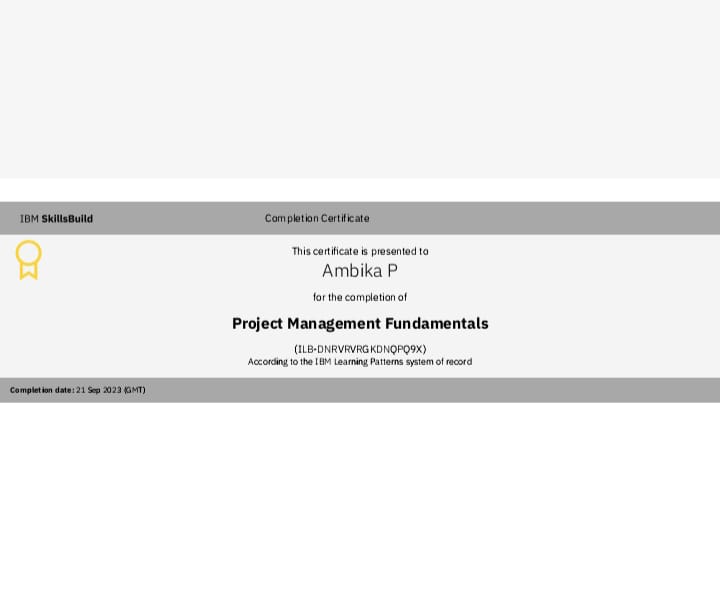 IBM SkillsBuild
Completion Certificate
This certificate is presented to
Ambika P
for the completion of
Project Management Fundamentals
(ILB-DNRVRVRGKDNQPQ9X)
According to the IBM Learning Patterns system of record
Completion date: 21 Sep 2023 (GMT)